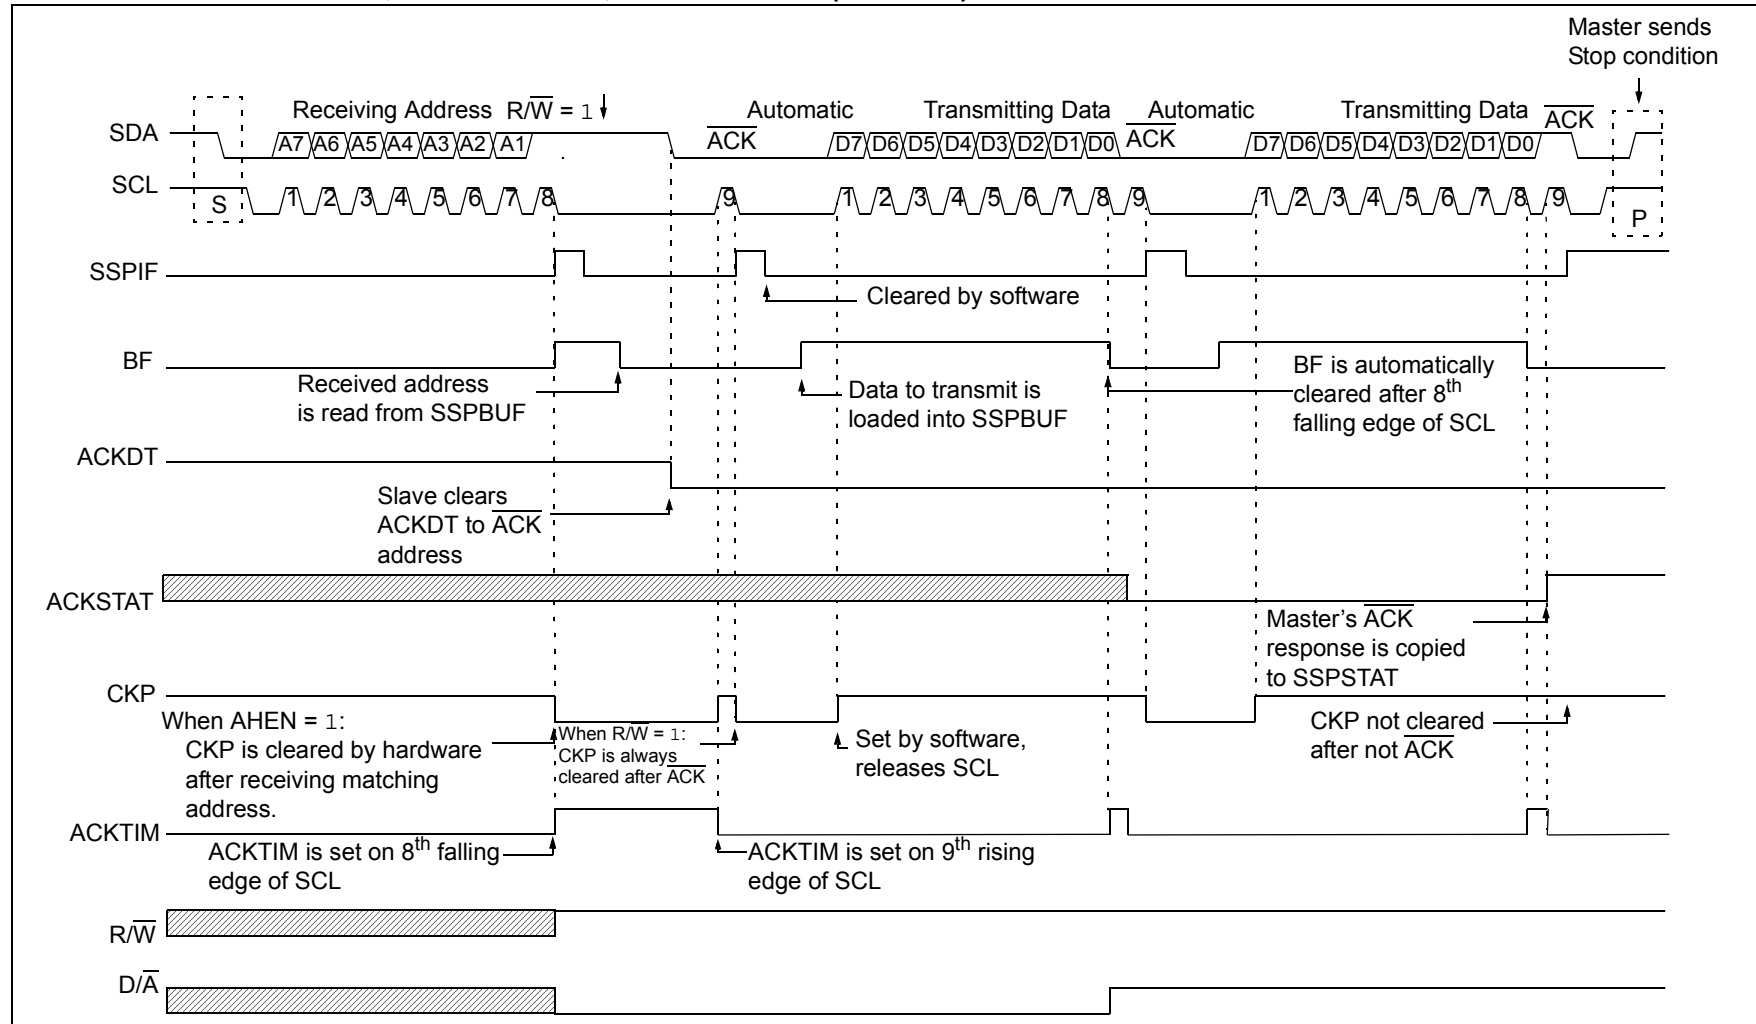 Master sends
Stop condition
Receiving Address R/W = 1
Automatic
Transmitting Data
Automatic
Transmitting Data
ACK
SDA
A7 A6 A5 A4 A3 A2 A1
ACK
D7 D6 D5 D4 D3 D2 D1 D0
ACK
D7 D6 D5 D4 D3 D2 D1 D0
SCL
S
1 2 3 4 5 6 7 8
9
1 2 3 4 5 6 7 8 9
1 2 3 4 5 6 7 8 9
P
SSPIF
Cleared by software
BF
Received address
is read from SSPBUF
Data to transmit is
loaded into SSPBUF
BF is automatically
cleared after 8th
falling edge of SCL
ACKDT
Slave clears
ACKDT to ACK
address
ACKSTAT
Master's ACK
response is copied
to SSPSTAT
CKP
When AHEN = 1:
CKP is cleared by hardware
after receiving matching
address.
When R/W = 1:
CKP is always
cleared after ACK
Set by software,
releases SCL
CKP not cleared
after not ACK
ACKTIM
ACKTIM is set on 8th falling
edge of SCL
ACKTIM is set on 9th rising
edge of SCL
R/W
D/A